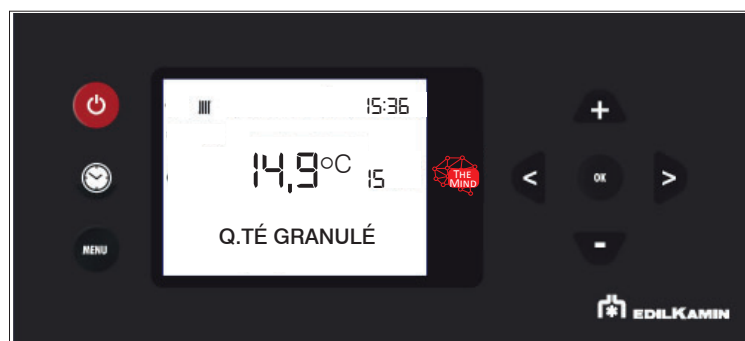 15:36
14,9°C 15
THE
MIND
< OK >
+
MENU
Q.TÉ GRANULÉ
-
EDILKAMIN